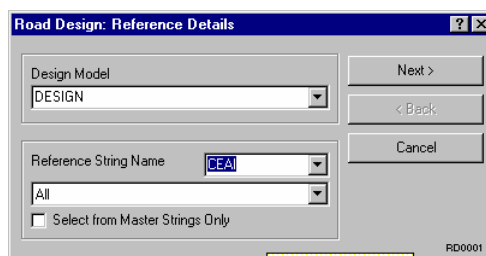 Road Design: Reference Details
Design Model
DESIGN
Next >
< Back
Cancel
Reference String Name
CEAI
All
Select from Master Strings Only
RD0001